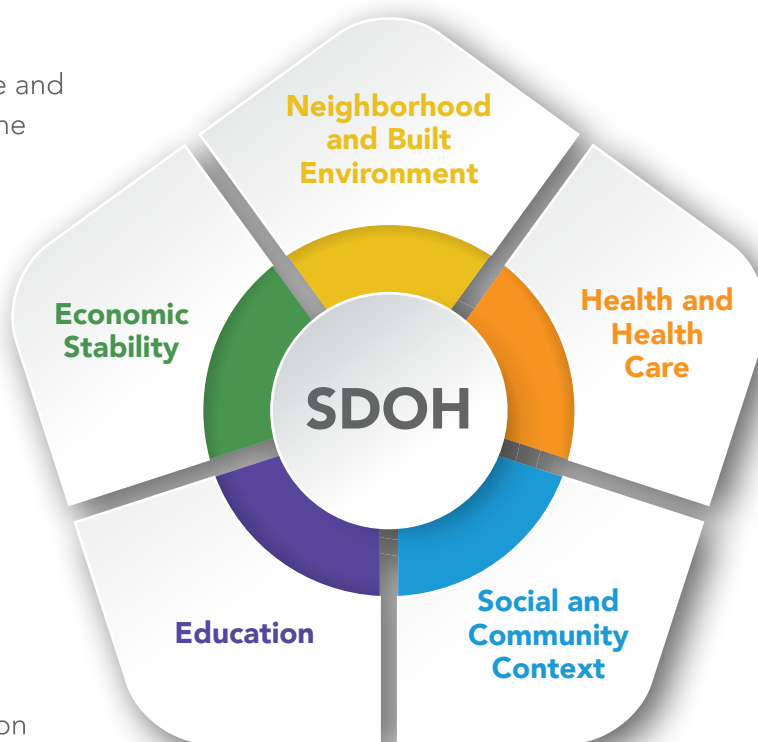 e and
ne
Neighborhood
and Built
Environment
Economic
Stability
Health and
Health
Care
SDOH
Education
Social and
Community
Context
on